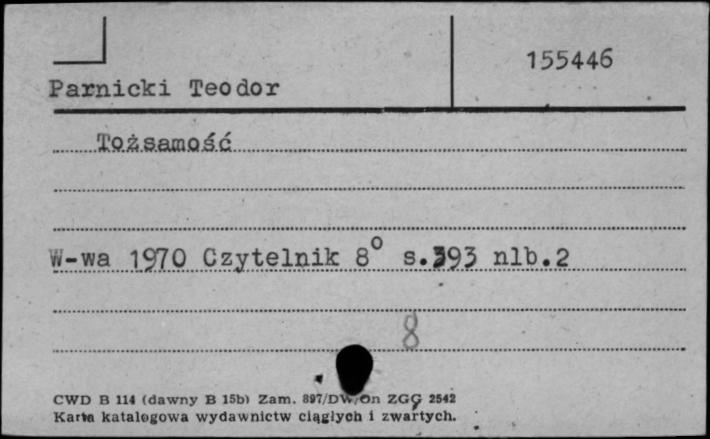 155446
Parnicki Teodor
Tożsamość
W-wa 1970 Czytelnik 8° s.393 nlb.2
8
CWD B 114 (dawny B 15b) Zam. 897/DW/On ZGG 2542
Karta katalogowa wydawnictw ciągłych i zwartych.